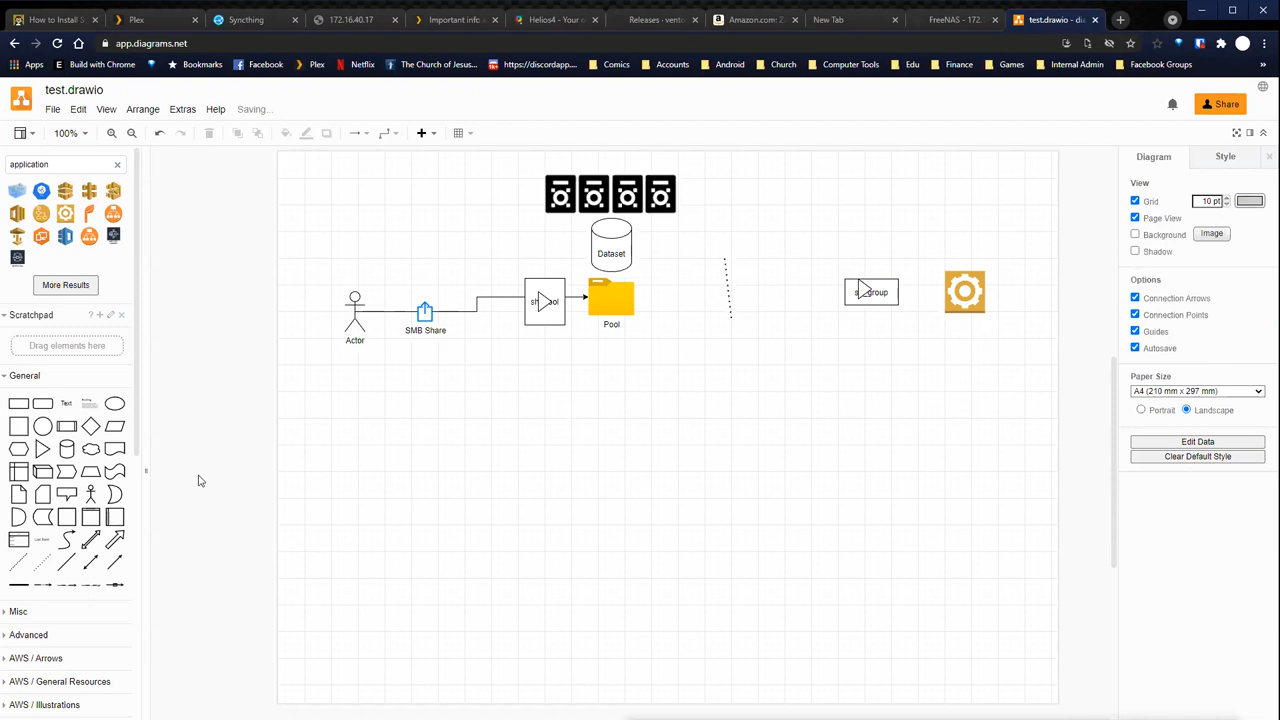 How to Install S
Plex
Syncthing
172.16.40.17
Important info a
Helios4 - Your o
Releases · vento
Amazon.com: Z
New Tab
FreeNAS - 172.
test.drawio - di
app.diagrams.net
Apps
Build with Chrome
Bookmarks
Facebook
Plex
Netflix
The Church of Jesus...
https://discordapp....
Comics
Accounts
Android
Church
Computer Tools
Edu
Finance
Games
Internal Admin
Facebook Groups
»
test.drawio
File Edit View Arrange Extras Help Saving...
Share
100%
application
More Results
Scratchpad
Drag elements here
General
Text
Misc
Advanced
AWS / Arrows
AWS / General Resources
AWS / Illustrations
Dataset
Actor
SMB Share
Pool
Diagram Style
View
Grid 10 pt
Page View
Background Image
Shadow
Options
Connection Arrows
Connection Points
Guides
Autosave
Paper Size
A4 (210 mm x 297 mm)
Portrait Landscape
Edit Data
Clear Default Style